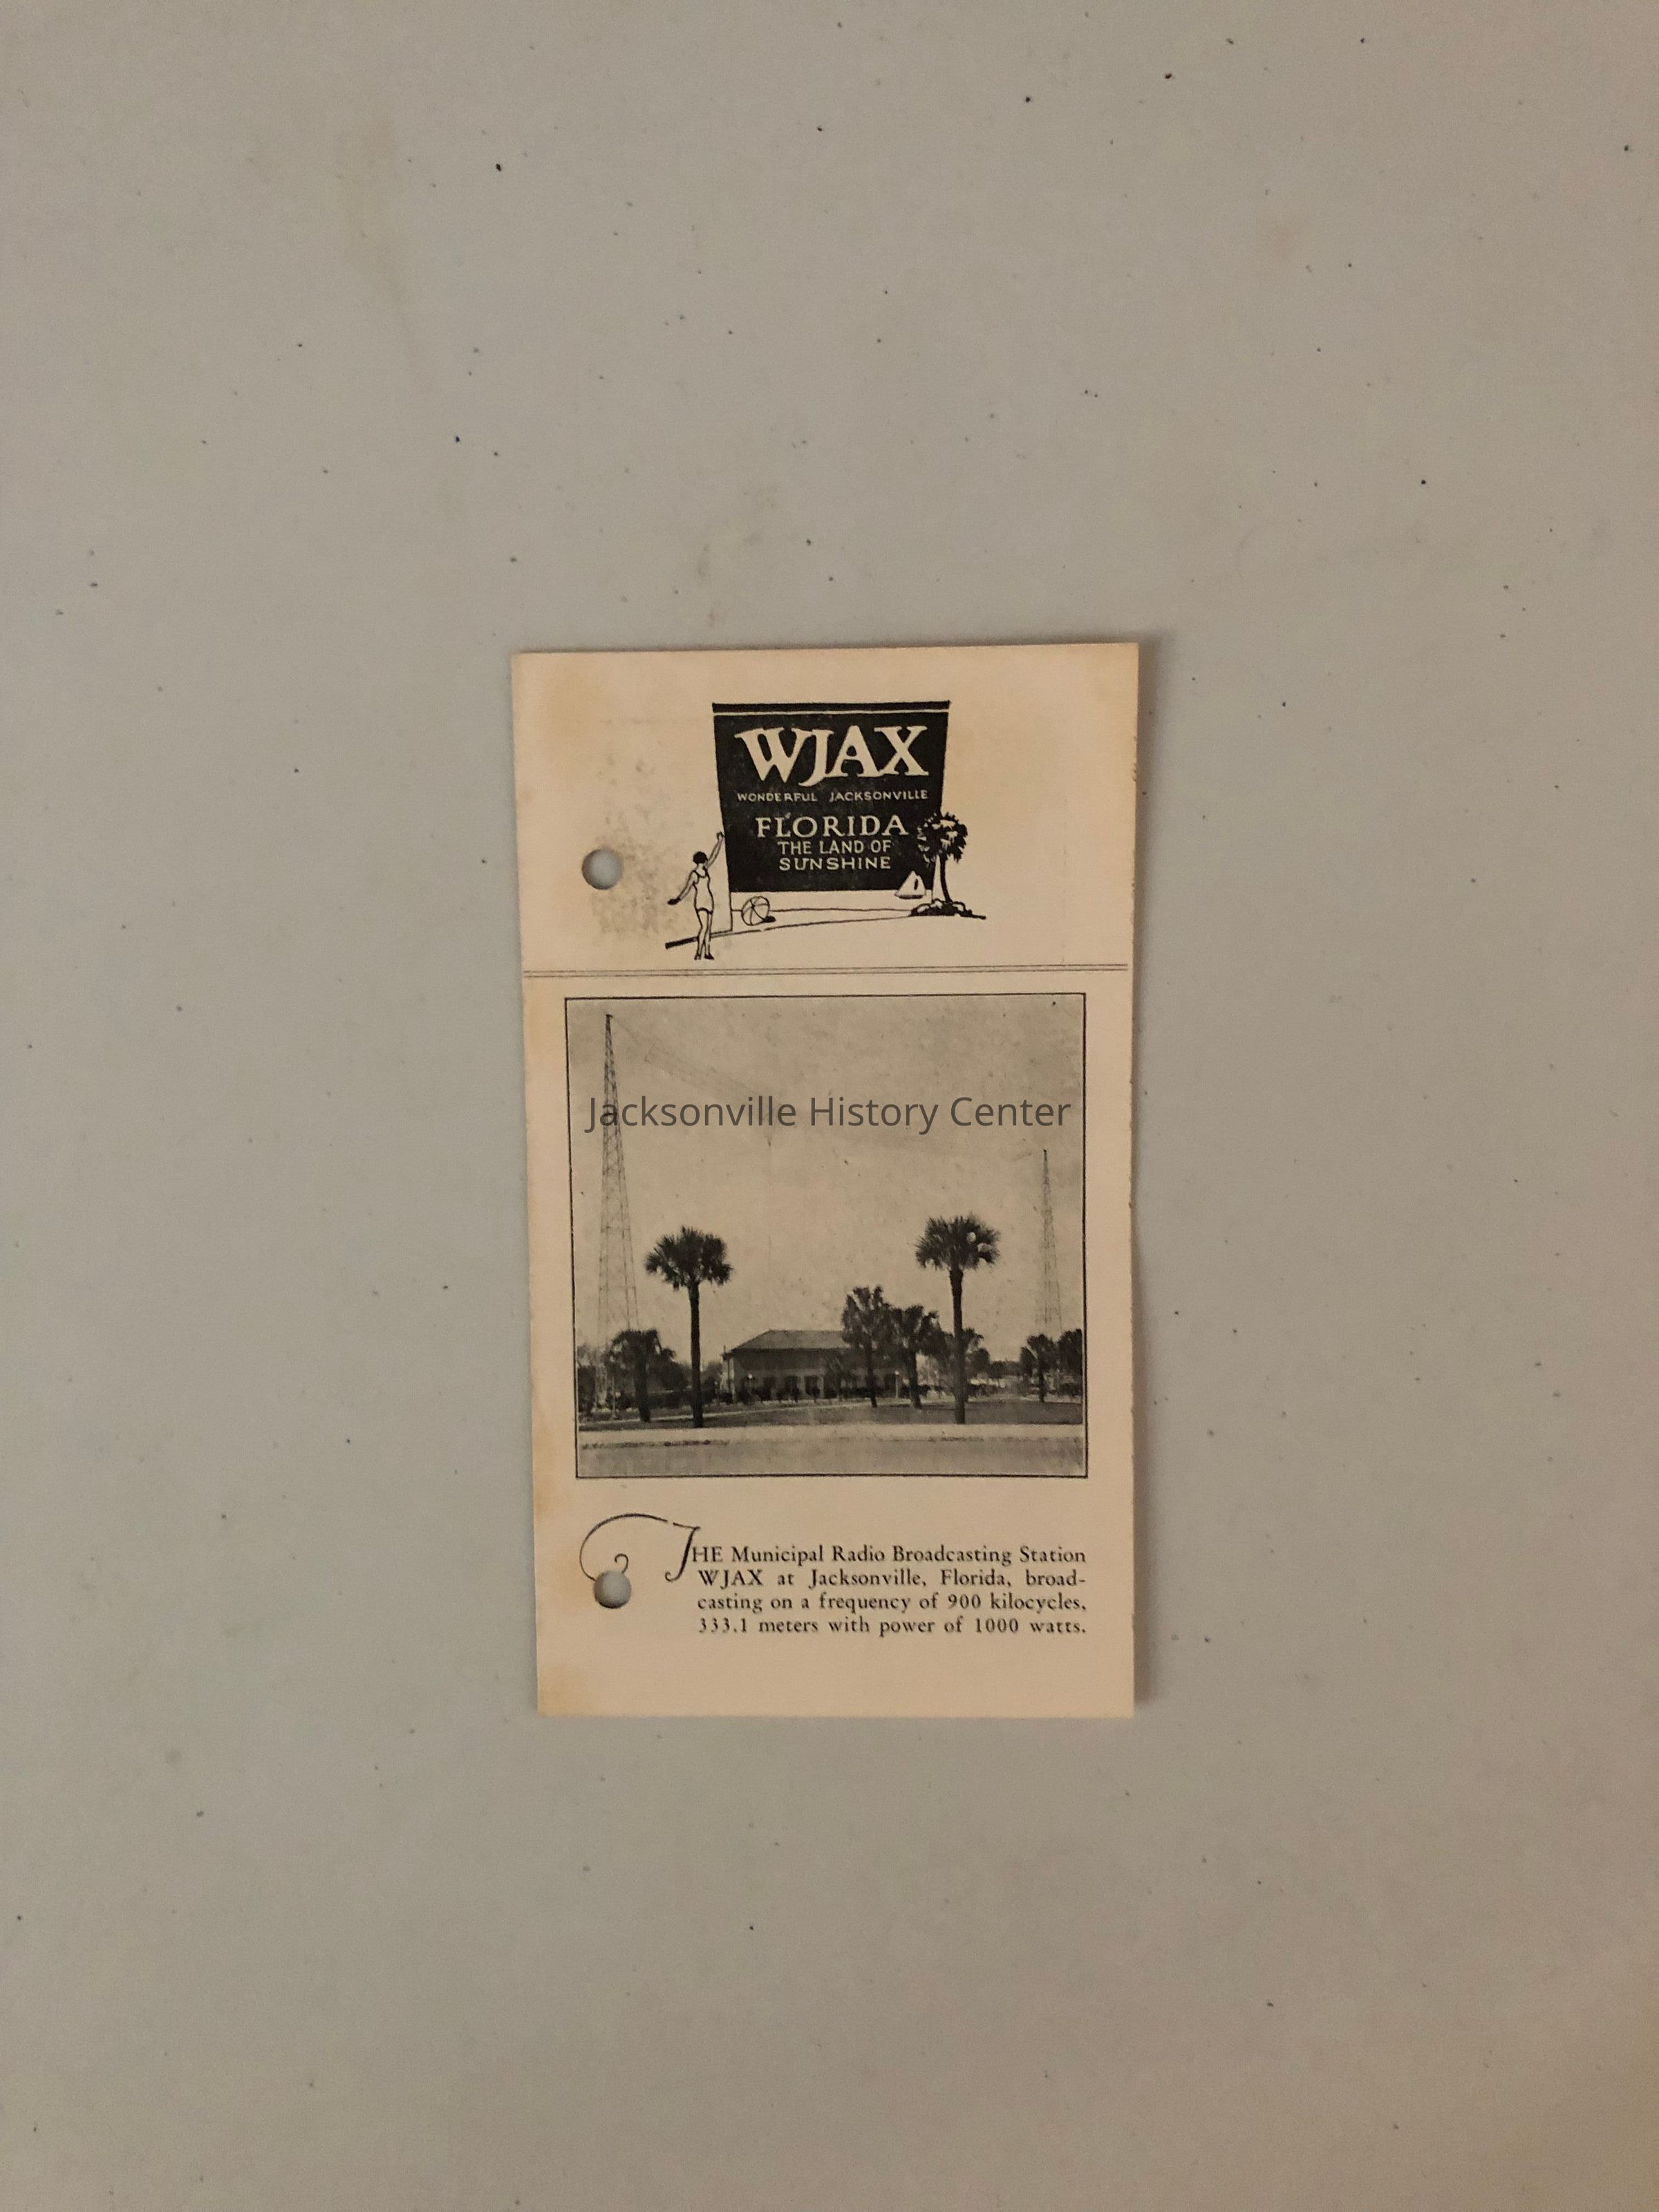 WJAX
WONDERFUL JACKSONVILLE
FLORIDA
THE LAND OF
SUNSHINE
Jacksonville History Center
THE Municipal Radio Broadcasting Station
WJAX at Jacksonville, Florida, broad-
casting on a frequency of 900 kilocycles,
333.1 meters with power of 1000 watts.